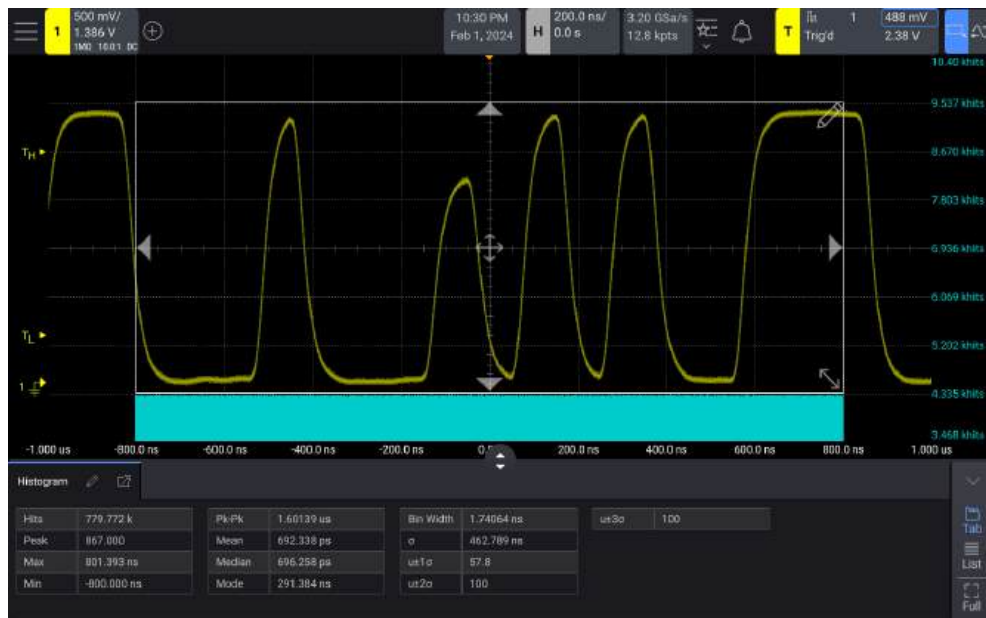 1
500 mV/
1.386 V
1MΩ 10.0:1 DC
10:30 PM
Feb 1, 2024
H
200.0 ns/
0.0 s
3.20 GSa/s
12.8 kpts
T
1
Trig'd
488 mV
2.38 V
10.40 khits
9.537 khits
8.670 khits
7.803 khits
6.936 khits
6.069 khits
5.202 khits
4.335 khits
3.468 khits
TH
TL
1
-1.000 us -800.0 ns -600.0 ns -400.0 ns -200.0 ns 200.0 ns 400.0 ns 600.0 ns 800.0 ns 1.000 us
Histogram
Hits 779.772 k Pk-Pk 1.60139 us Bin Width 1.74064 ns u±3σ 100
Peak 867.000 Mean 692.338 ps σ 462.789 ns
Max 801.393 ns Median 696.258 ps u±1σ 57.8
Min -800.000 ns Mode 291.384 ns u±2σ 100
Tab
List
Full